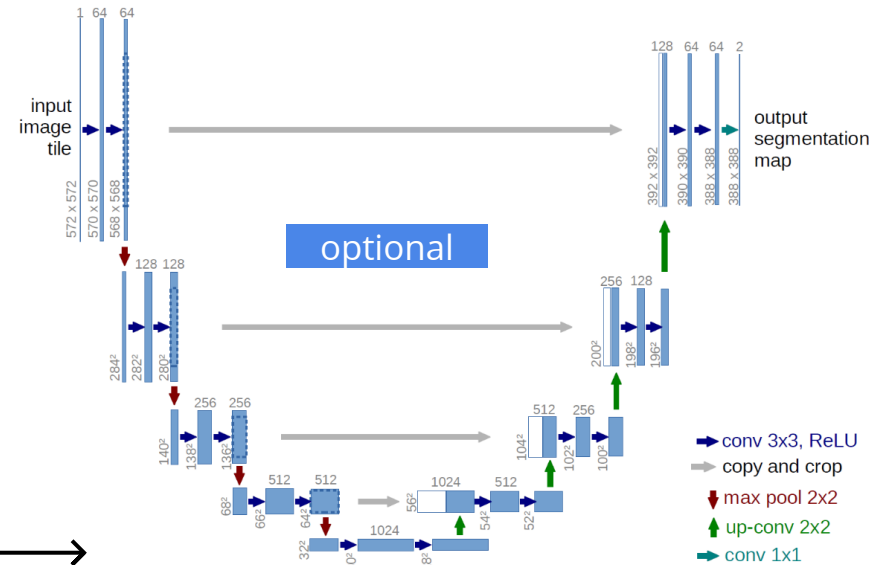 1 64 64
128 64 64 2
input
image
tile
output
segmentation
map
572 x 572
570 x 570
568 x 568
392 x 392
390 x 390
388 x 388
388 x 388
optional
128 128
256 128
284²
282²
280²
200²
198²
196²
256 256
512 256
140²
138²
136²
104²
102²
100²
512 512
1024 512
68²
66²
64²
56²
54²
52²
1024
32²
0²
8²
conv 3x3, ReLU
copy and crop
max pool 2x2
up-conv 2x2
conv 1x1